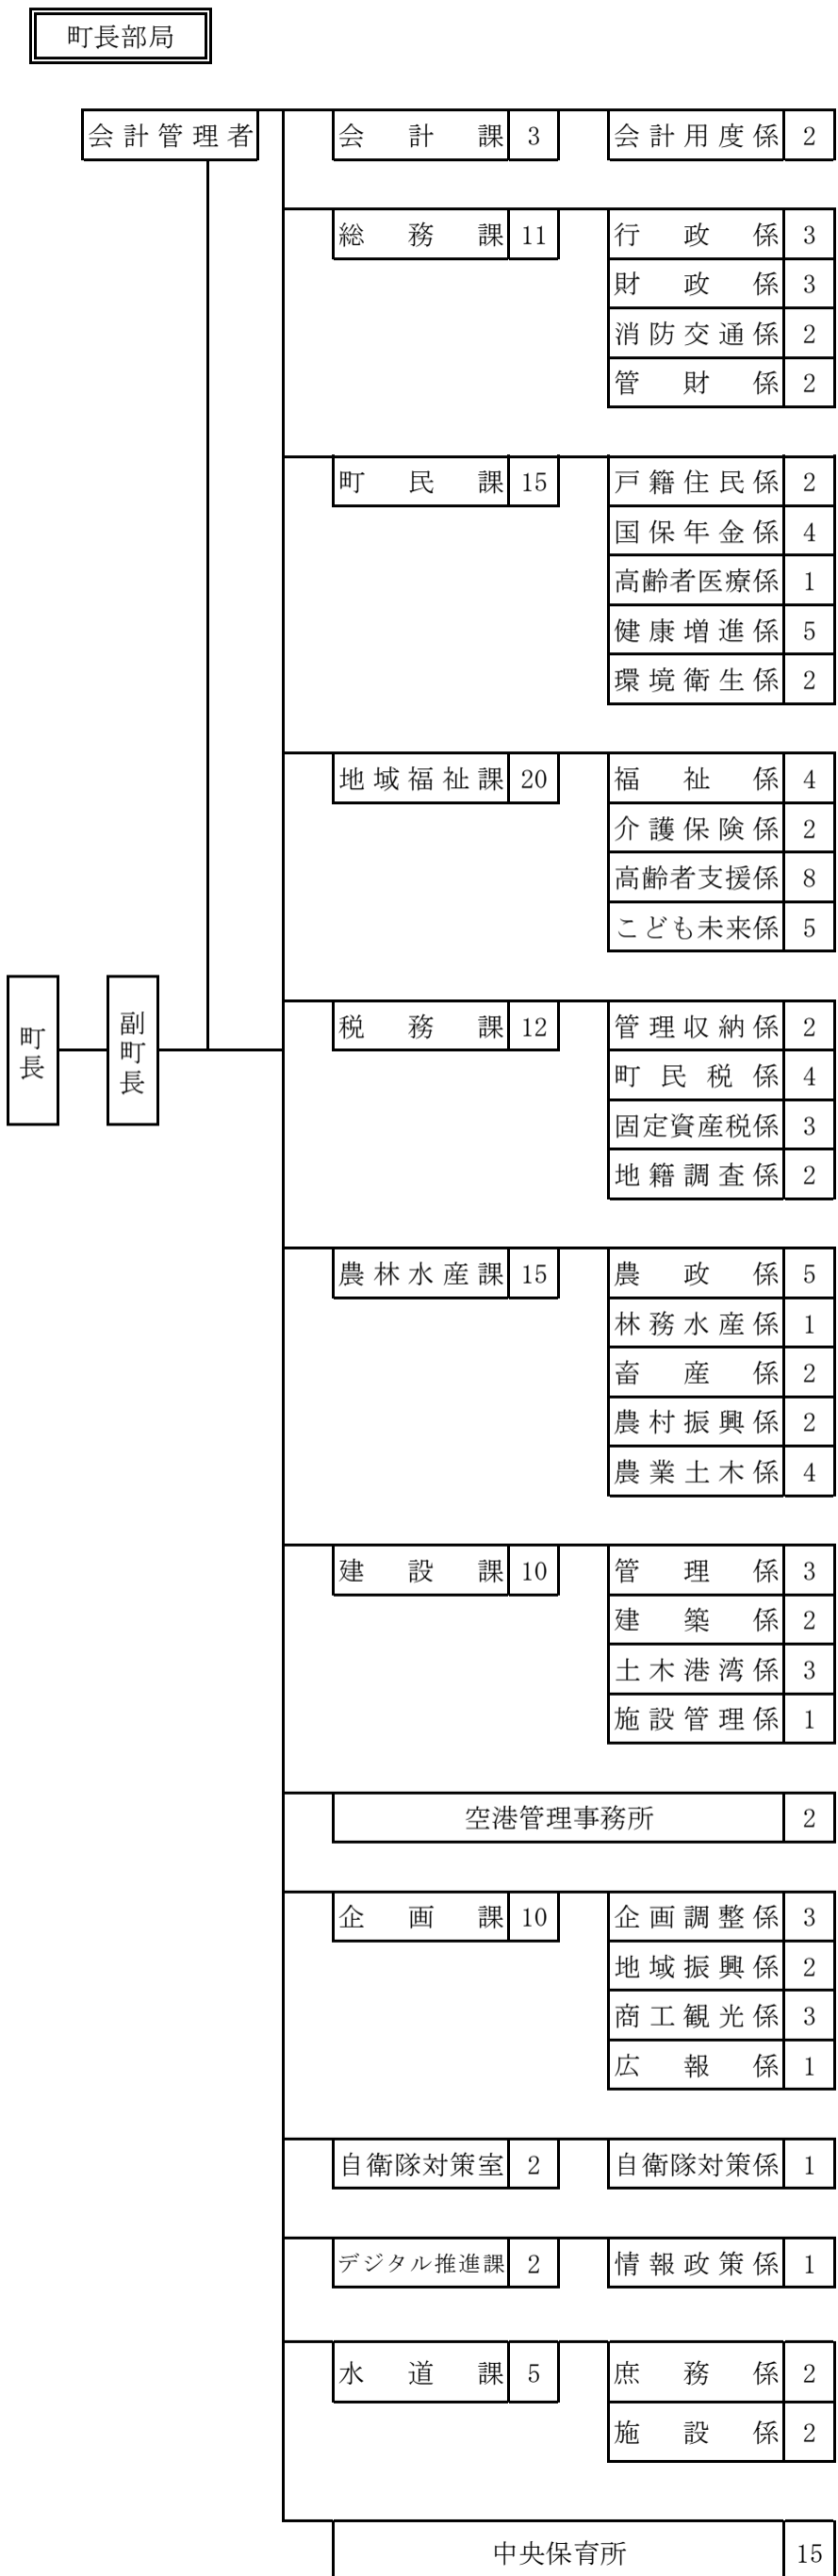 町長部局
会計管理者 会計課 3 会計用度係 2
総務課 11 行政係 3
財政係 3
消防交通係 2
管財係 2
町民課 15 戸籍住民係 2
国保年金係 4
高齢者医療係 1
健康増進係 5
環境衛生係 2
地域福祉課 20 福祉係 4
介護保険係 2
高齢者支援係 8
こども未来係 5
町長 副町長 税務課 12 管理収納係 2
町民税係 4
固定資産税係 3
地籍調査係 2
農林水産課 15 農政係 5
林務水産係 1
畜産係 2
農村振興係 2
農業土木係 4
建設課 10 管理係 3
建築係 2
土木港湾係 3
施設管理係 1
空港管理事務所 2
企画課 10 企画調整係 3
地域振興係 2
商工観光係 3
広報係 1
自衛隊対策室 2 自衛隊対策係 1
デジタル推進課 2 情報政策係 1
水道課 5 庶務係 2
施設係 2
中央保育所 15